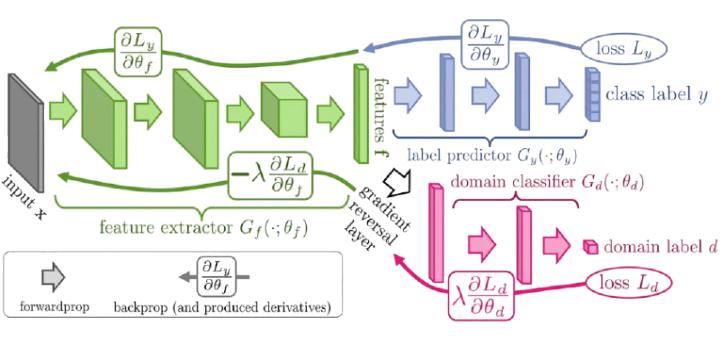 ∂L_y/∂θ_f
∂L_y/∂θ_y
loss L_y
features f
class label y
label predictor G_y(·; θ_y)
input x
−λ ∂L_d/∂θ_f
gradient
reversal
layer
domain classifier G_d(·; θ_d)
feature extractor G_f(·; θ_f)
domain label d
λ ∂L_d/∂θ_d
loss L_d
∂L_y/∂θ_f
forwardprop
backprop (and produced derivatives)